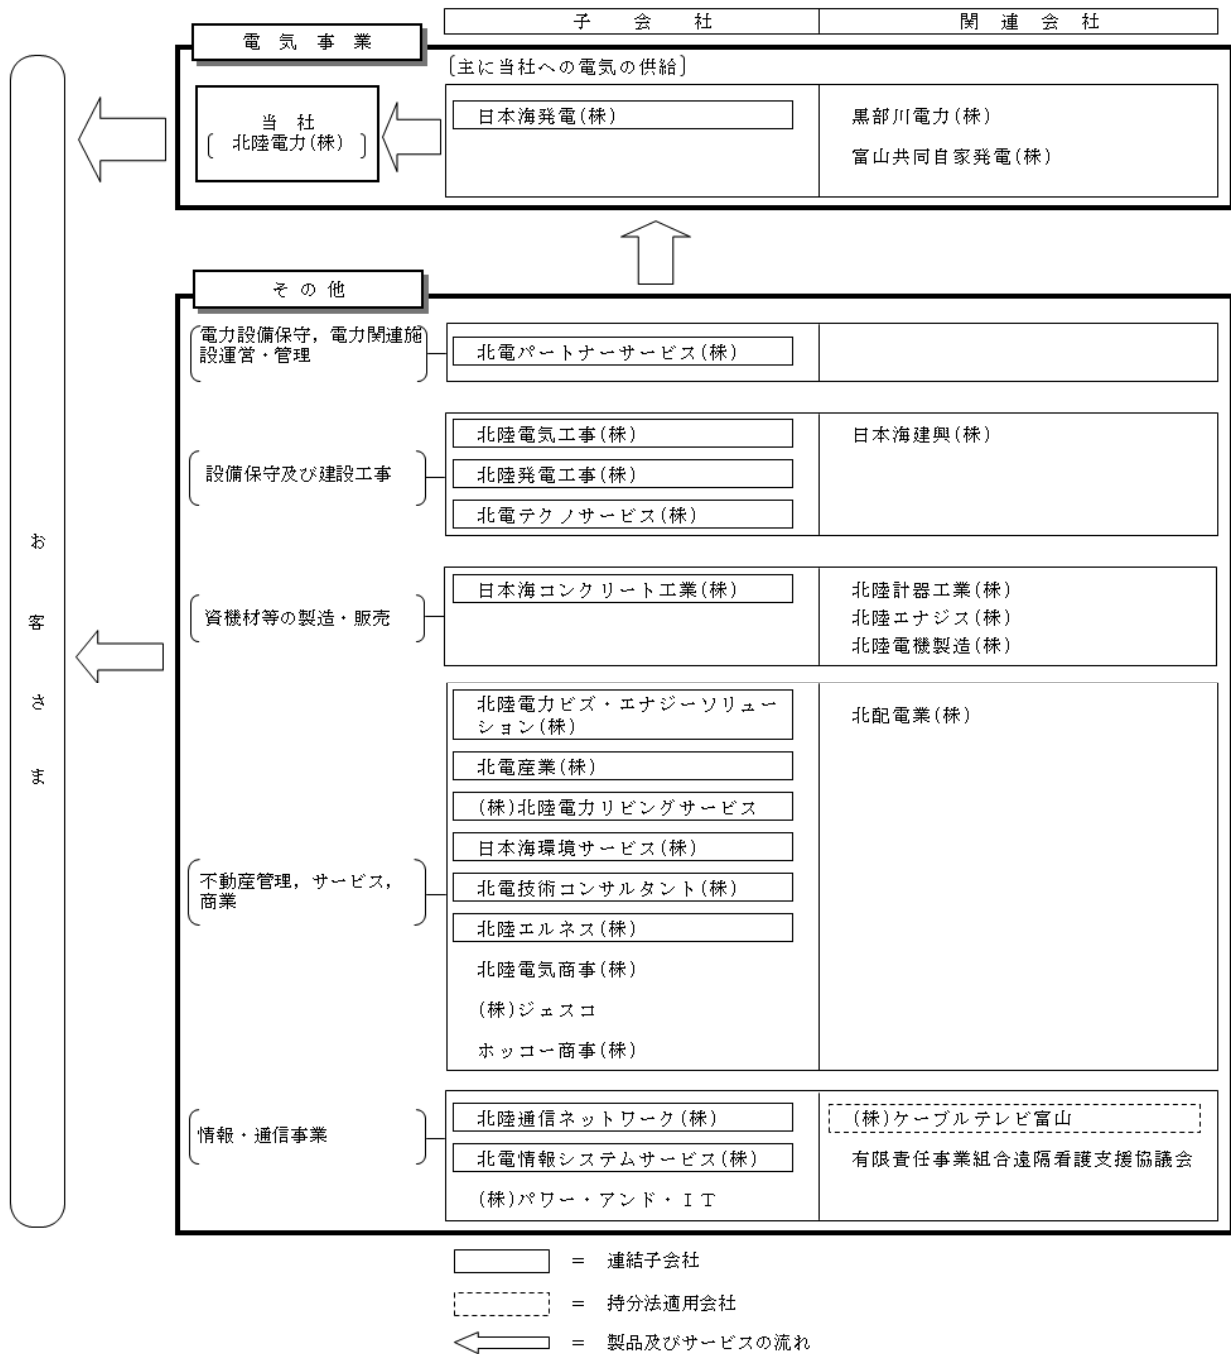 子　会　社
関　連　会　社
電　気　事　業
〔主に当社への電気の供給〕
当　社
〔北陸電力(株)〕
日本海発電(株)
黒部川電力(株)
富山共同自家発電(株)
そ の 他
電力設備保守，電力関連施
設運営・管理
北電パートナーサービス(株)
設備保守及び建設工事
北陸電気工事(株)
北陸発電工事(株)
北電テクノサービス(株)
日本海建興(株)
資機材等の製造・販売
日本海コンクリート工業(株)
北陸計器工業(株)
北陸エナジス(株)
北陸電機製造(株)
不動産管理，サービス，
商業
北陸電力ビズ・エナジーソリュー
ション(株)
北電産業(株)
(株)北陸電力リビングサービス
日本海環境サービス(株)
北電技術コンサルタント(株)
北陸エルネス(株)
北陸電気商事(株)
(株)ジェスコ
ホッコー商事(株)
北配電業(株)
情報・通信事業
北陸通信ネットワーク(株)
北電情報システムサービス(株)
(株)パワー・アンド・ＩＴ
(株)ケーブルテレビ富山
有限責任事業組合遠隔看護支援協議会
お客さま
＝　連結子会社
＝　持分法適用会社
＝　製品及びサービスの流れ